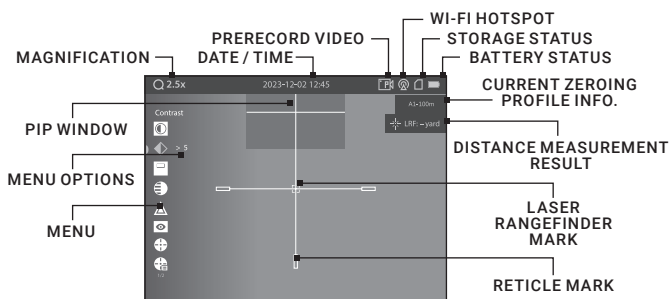 WI-FI HOTSPOT
PRERECORD VIDEO
STORAGE STATUS
MAGNIFICATION
DATE / TIME
BATTERY STATUS
2.5x
2023-12-02 12:45
CURRENT ZEROING
PROFILE INFO.
A1-100m
Contrast
PIP WINDOW
LRF: – yard
> 5
DISTANCE MEASUREMENT
RESULT
MENU OPTIONS
LASER
RANGEFINDER
MARK
MENU
RETICLE MARK